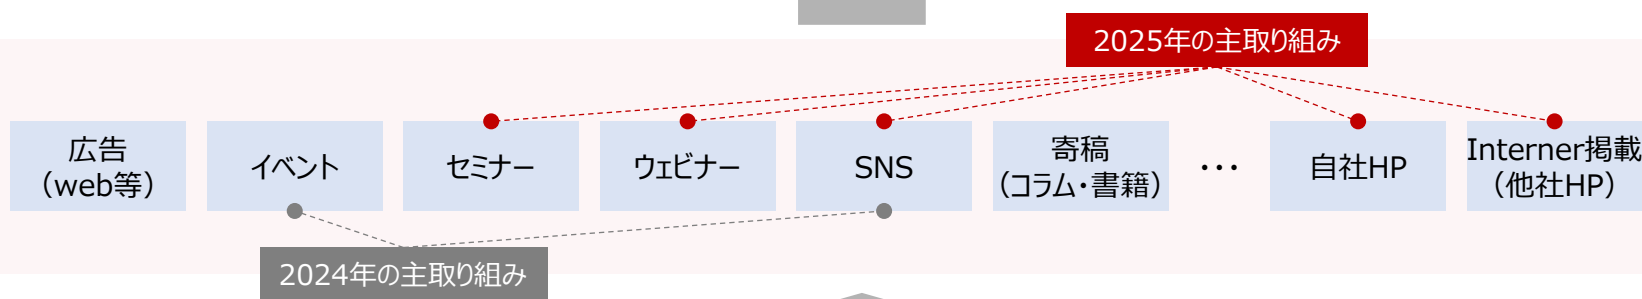 2025年の主取り組み
広告
（web等）
イベント
セミナー
ウェビナー
SNS
寄稿
（コラム・書籍）
・・・
自社HP
Interner掲載
（他社HP）
2024年の主取り組み